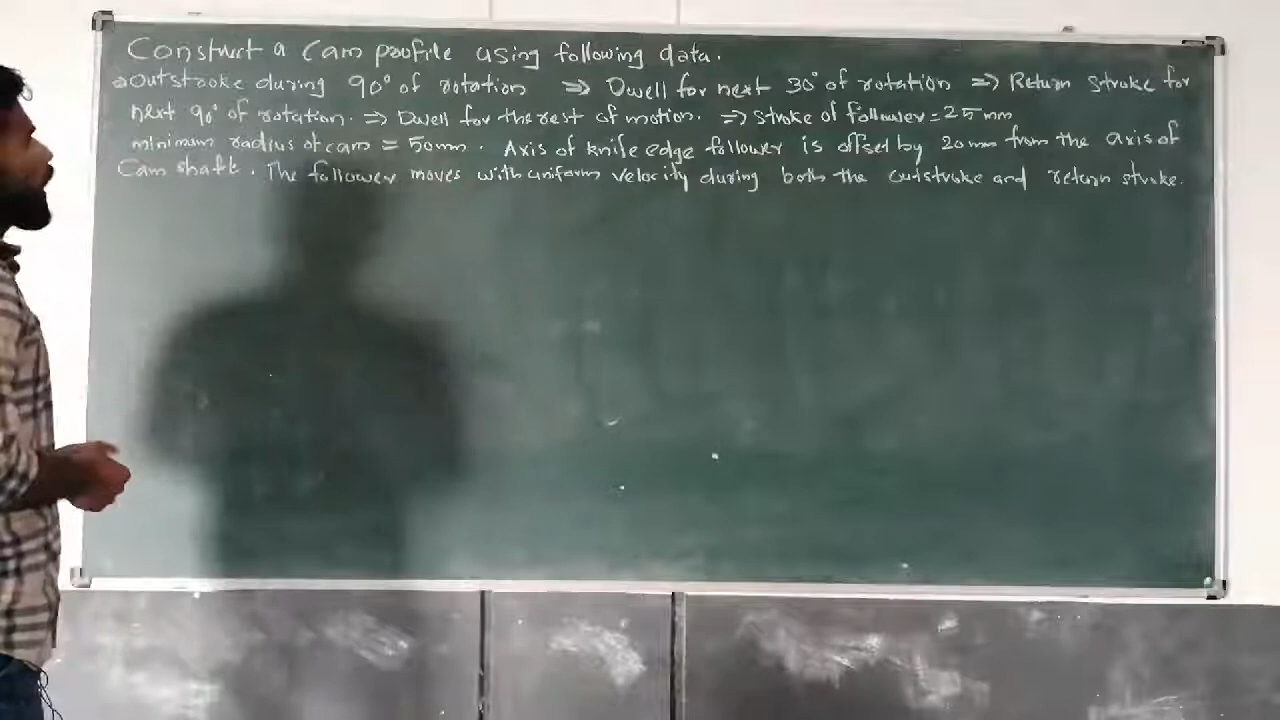 Construct a Cam profile using following data.
⇒ Outstroke during 90° of rotation ⇒ Dwell for next 30° of rotation ⇒ Return Stroke for
next 90° of rotation. ⇒ Dwell for the rest of motion. ⇒ Stroke of follower = 25mm
minimum radius of cam = 50mm. Axis of knife edge follower is offset by 20mm from the axis of
Cam shaft. The follower moves with uniform velocity during both the outstroke and return stroke.